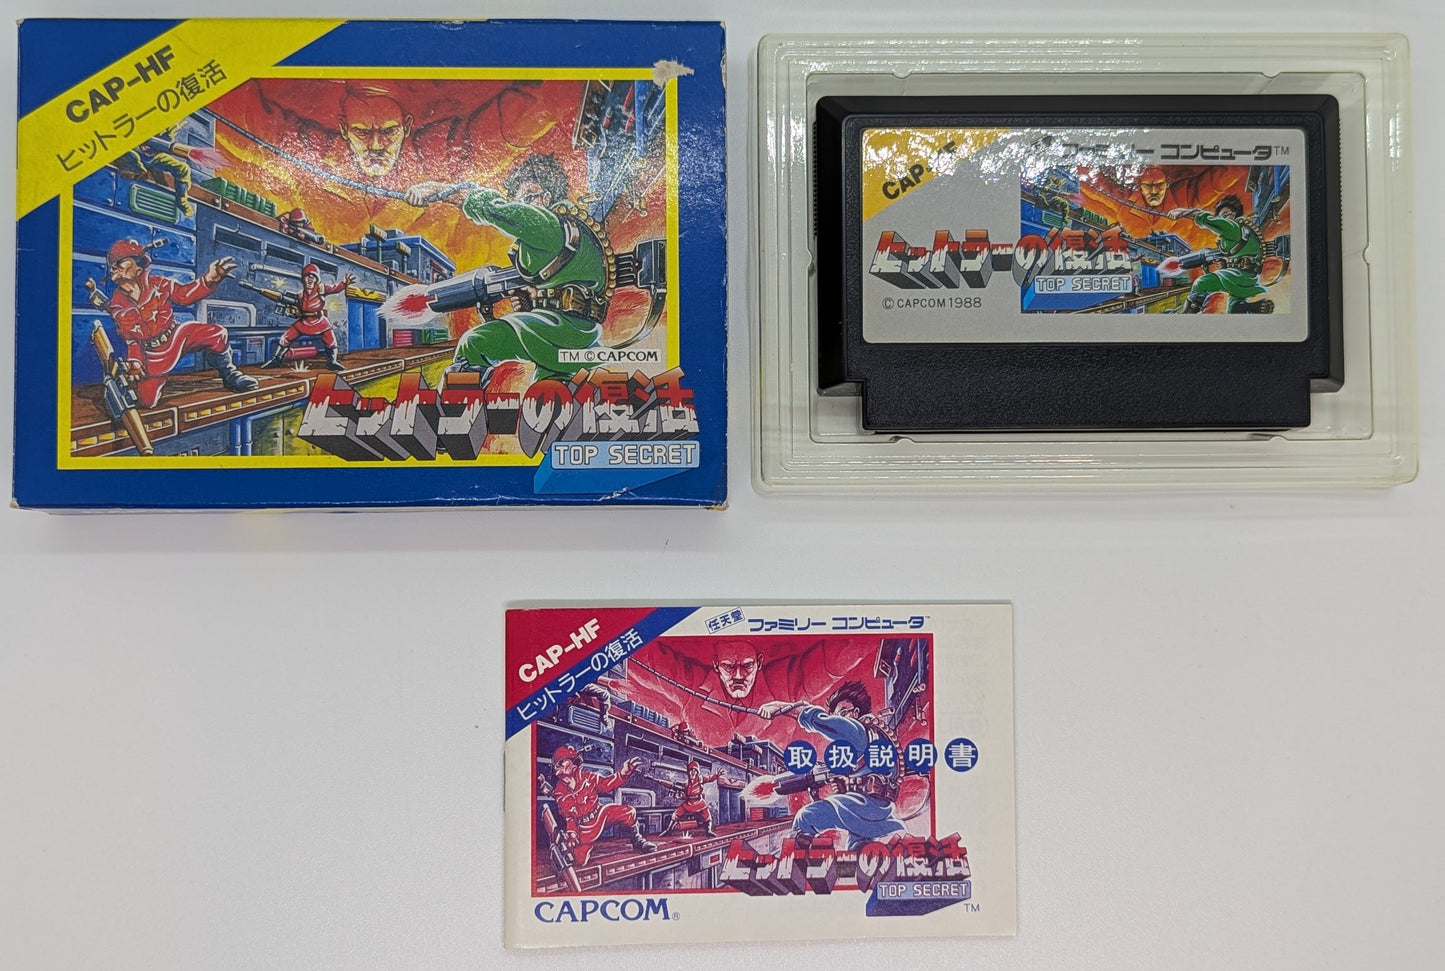 CAP-HF
ヒットラーの復活
TM © CAPCOM
ヒットラーの復活
TOP SECRET
CAP-HF
ファミリー コンピュータ™
ヒットラーの復活
TOP SECRET
© CAPCOM 1988
CAP-HF
ヒットラーの復活
任天堂 ファミリー コンピュータ™
取扱説明書
ヒットラーの復活
TOP SECRET
TM
CAPCOM®